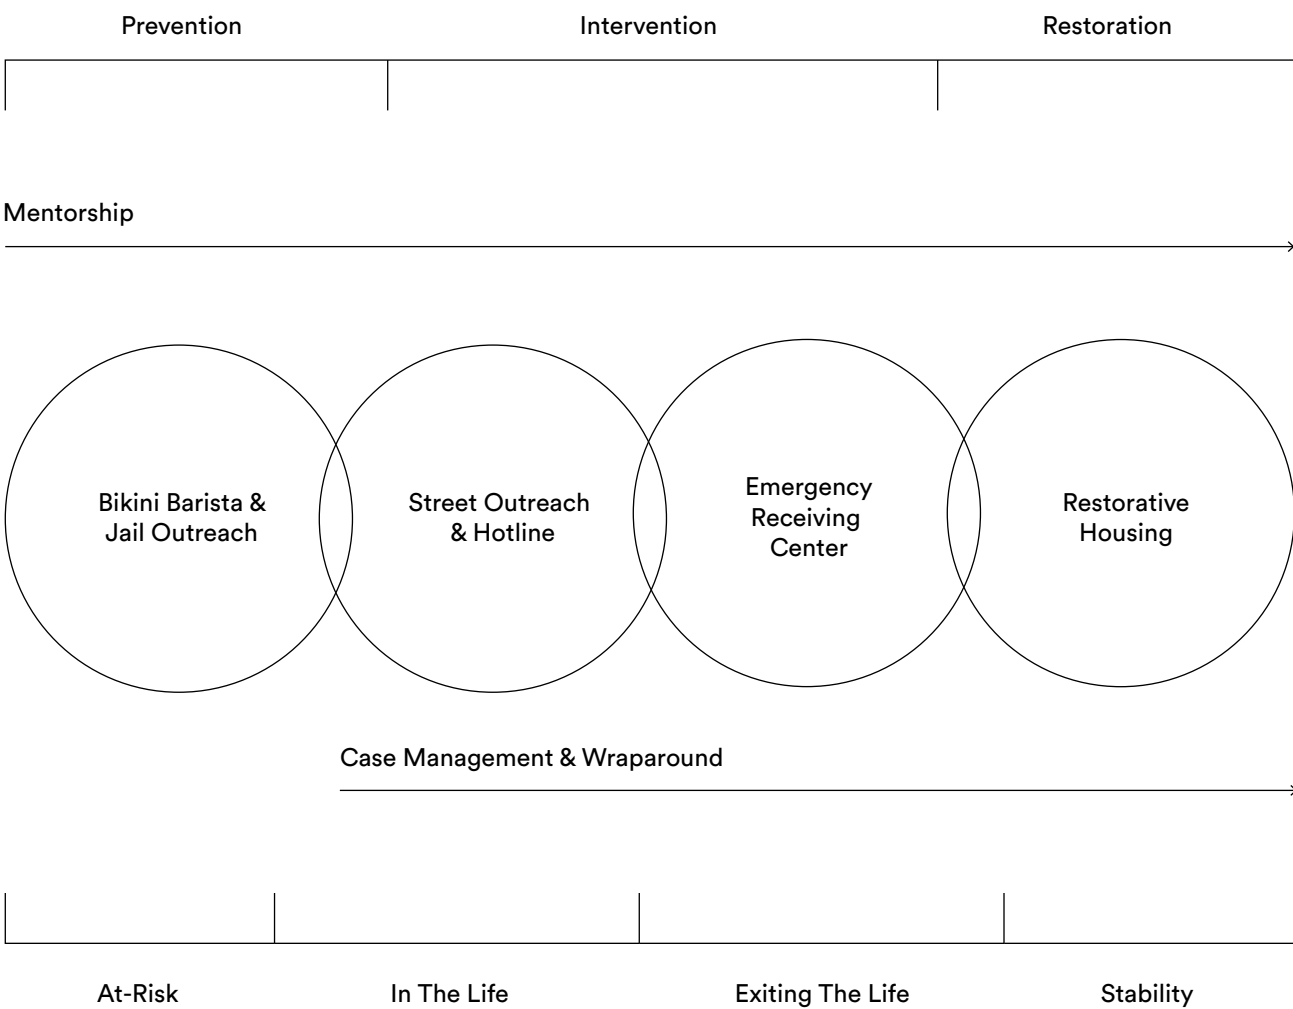 Prevention
Intervention
Restoration
Mentorship
Bikini Barista &
Jail Outreach
Street Outreach
& Hotline
Emergency
Receiving
Center
Restorative
Housing
Case Management & Wraparound
At-Risk
In The Life
Exiting The Life
Stability